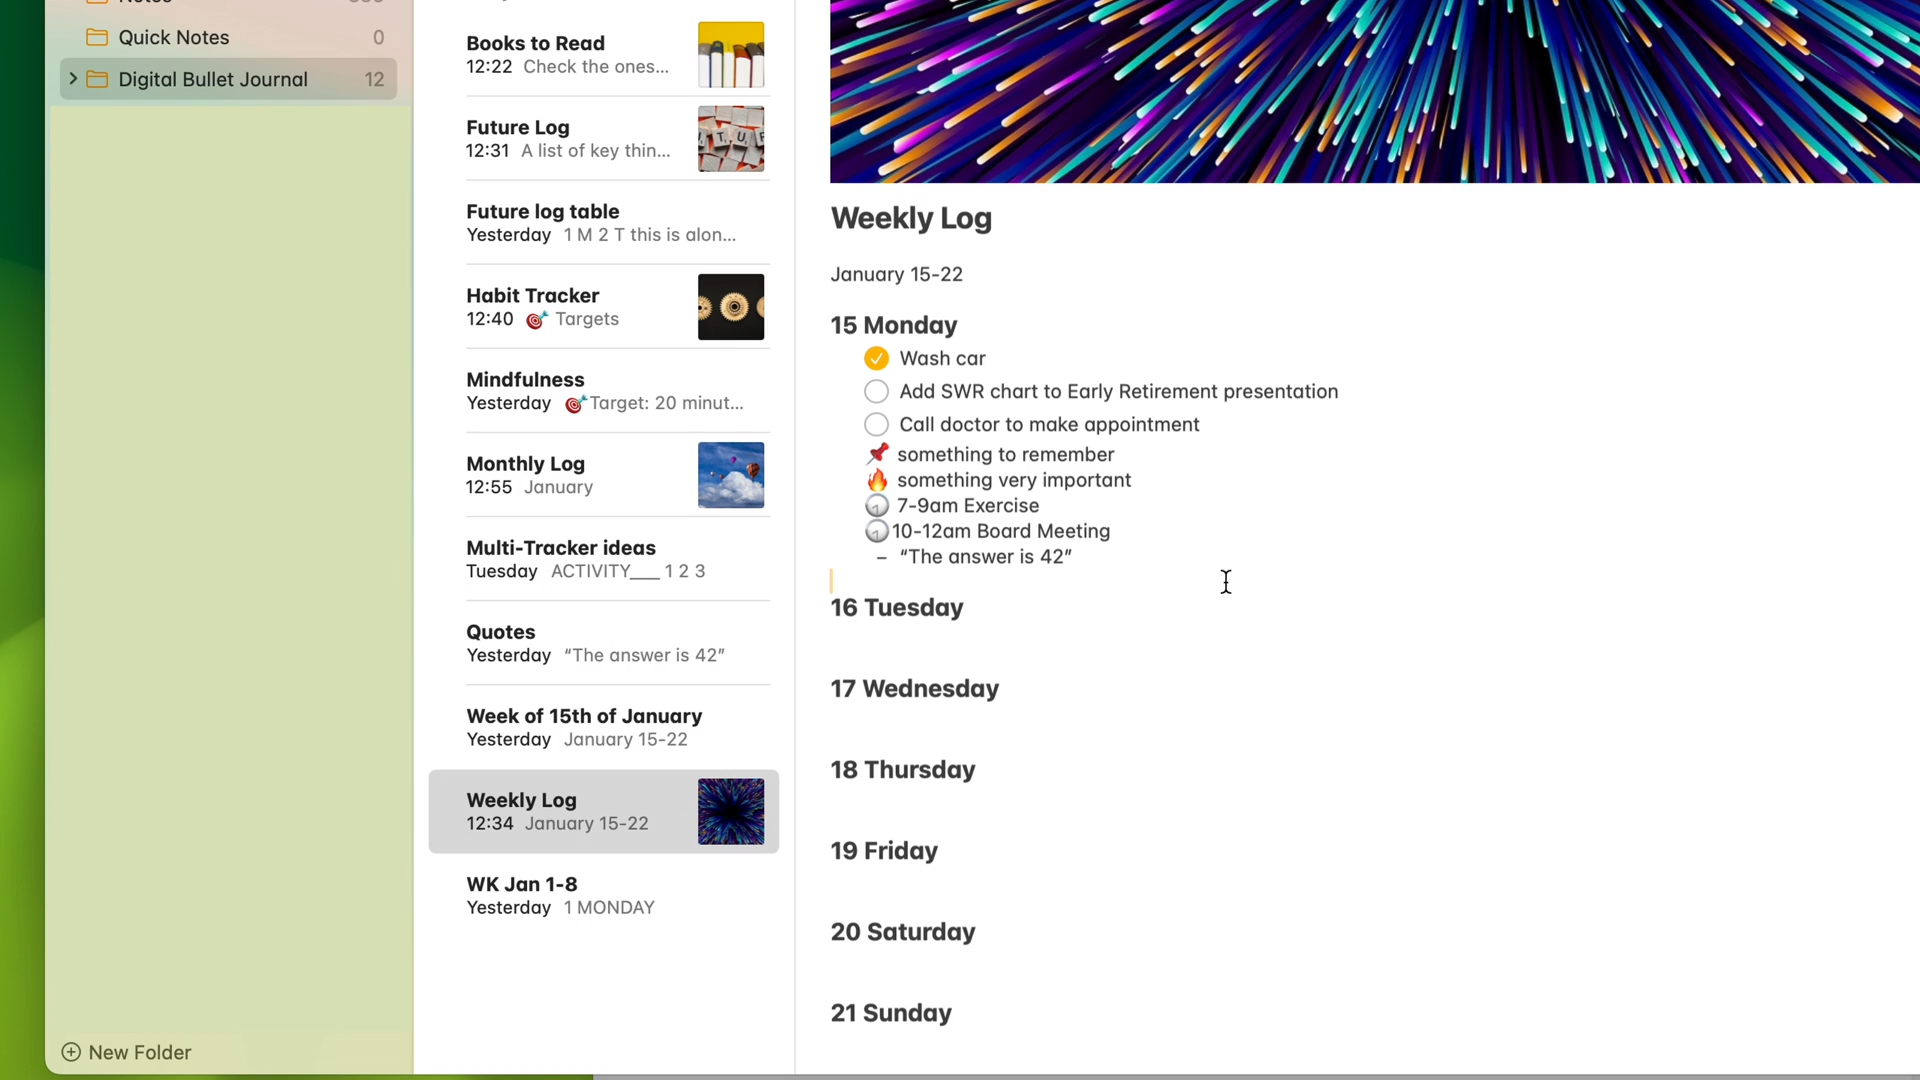 Quick Notes 0
Digital Bullet Journal 12
New Folder
Books to Read
12:22 Check the ones...
Future Log
12:31 A list of key thin...
Future log table
Yesterday 1 M 2 T this is alon...
Habit Tracker
12:40 🎯 Targets
Mindfulness
Yesterday 🎯Target: 20 minut...
Monthly Log
12:55 January
Multi-Tracker ideas
Tuesday ACTIVITY___ 1 2 3
Quotes
Yesterday “The answer is 42”
Week of 15th of January
Yesterday January 15-22
Weekly Log
12:34 January 15-22
WK Jan 1-8
Yesterday 1 MONDAY
Weekly Log
January 15-22
15 Monday
Wash car
Add SWR chart to Early Retirement presentation
Call doctor to make appointment
📌 something to remember
🔥 something very important
🕢 7-9am Exercise
🕢10-12am Board Meeting
– “The answer is 42”
16 Tuesday
17 Wednesday
18 Thursday
19 Friday
20 Saturday
21 Sunday